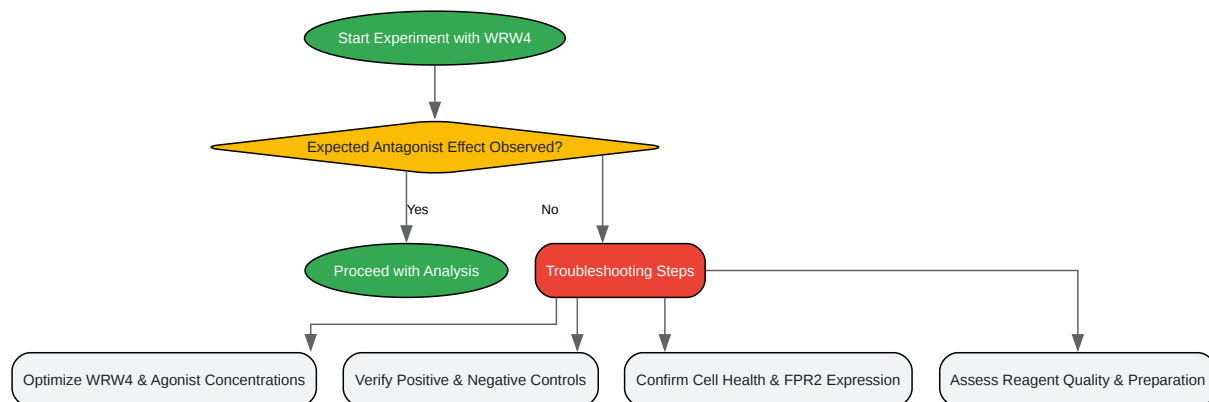 Start Experiment with WRW4
Expected Antagonist Effect Observed?
Yes
No
Proceed with Analysis
Troubleshooting Steps
Optimize WRW4 & Agonist Concentrations
Verify Positive & Negative Controls
Confirm Cell Health & FPR2 Expression
Assess Reagent Quality & Preparation